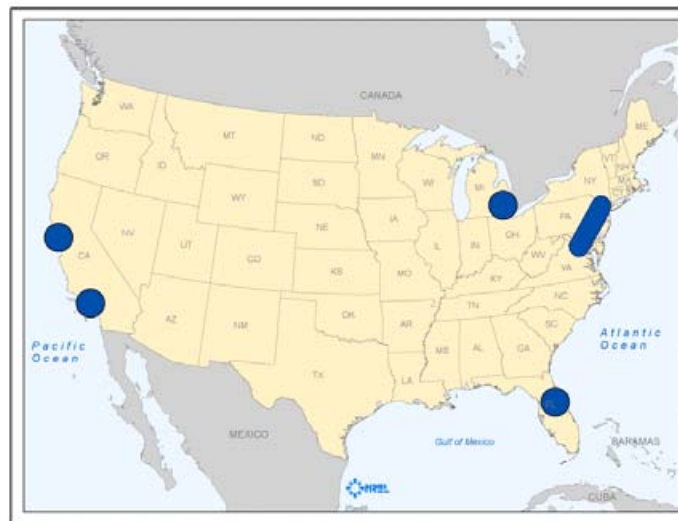 CANADA
WA
MT
ND
MN
ME
OR
ID
SD
WI
MI
NY
VT
NH
MA
CT
WY
IA
PA
NE
NV
UT
CO
IL
IN
OH
WV
VA
CA
KS
MO
KY
NC
TN
AZ
NM
OK
AR
SC
MS
AL
GA
TX
LA
FL
Pacific
Ocean
Atlantic
Ocean
MEXICO
Gulf of Mexico
BAHAMAS
CUBA
NREL